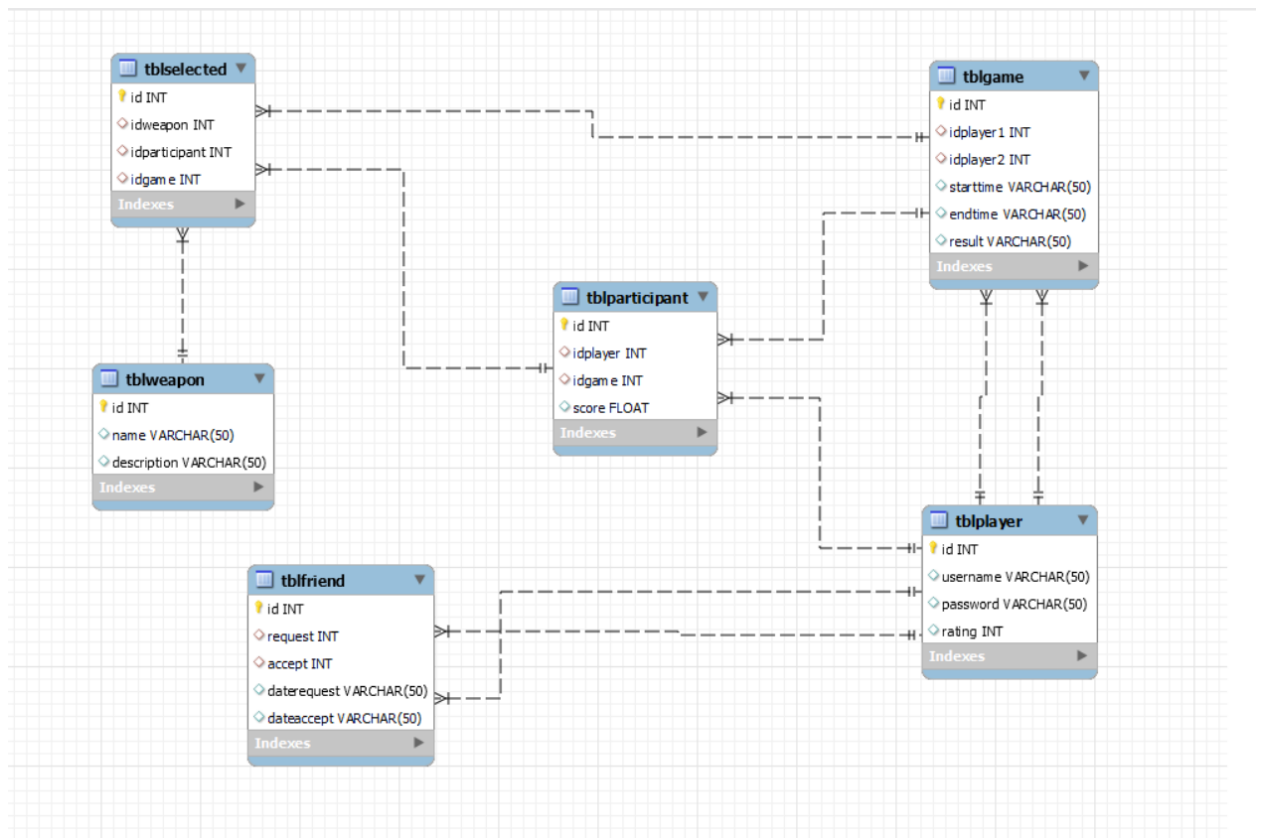 tblselected
id INT
idweapon INT
idparticipant INT
idgame INT
Indexes
tblgame
id INT
idplayer1 INT
idplayer2 INT
starttime VARCHAR(50)
endtime VARCHAR(50)
result VARCHAR(50)
Indexes
tblparticipant
id INT
idplayer INT
idgame INT
score FLOAT
Indexes
tblweapon
id INT
name VARCHAR(50)
description VARCHAR(50)
Indexes
tblplayer
id INT
username VARCHAR(50)
password VARCHAR(50)
rating INT
Indexes
tblfriend
id INT
request INT
accept INT
daterequest VARCHAR(50)
dateaccept VARCHAR(50)
Indexes